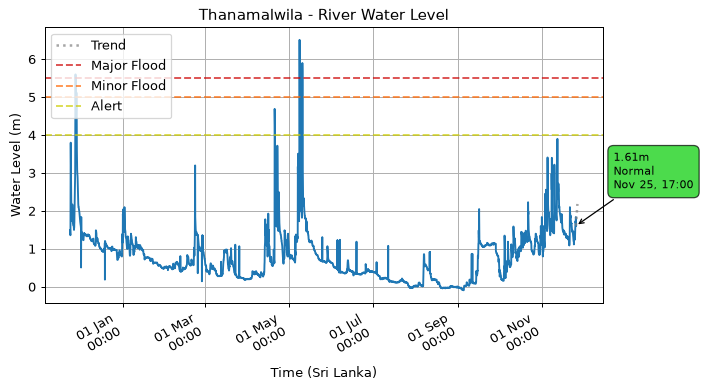 Thanamalwila - River Water Level
Trend
Major Flood
Minor Flood
Alert
Water Level (m)
6
5
4
3
2
1
0
1.61m
Normal
Nov 25, 17:00
01 Jan
00:00
01 Mar
00:00
01 May
00:00
01 Jul
00:00
01 Sep
00:00
01 Nov
00:00
Time (Sri Lanka)